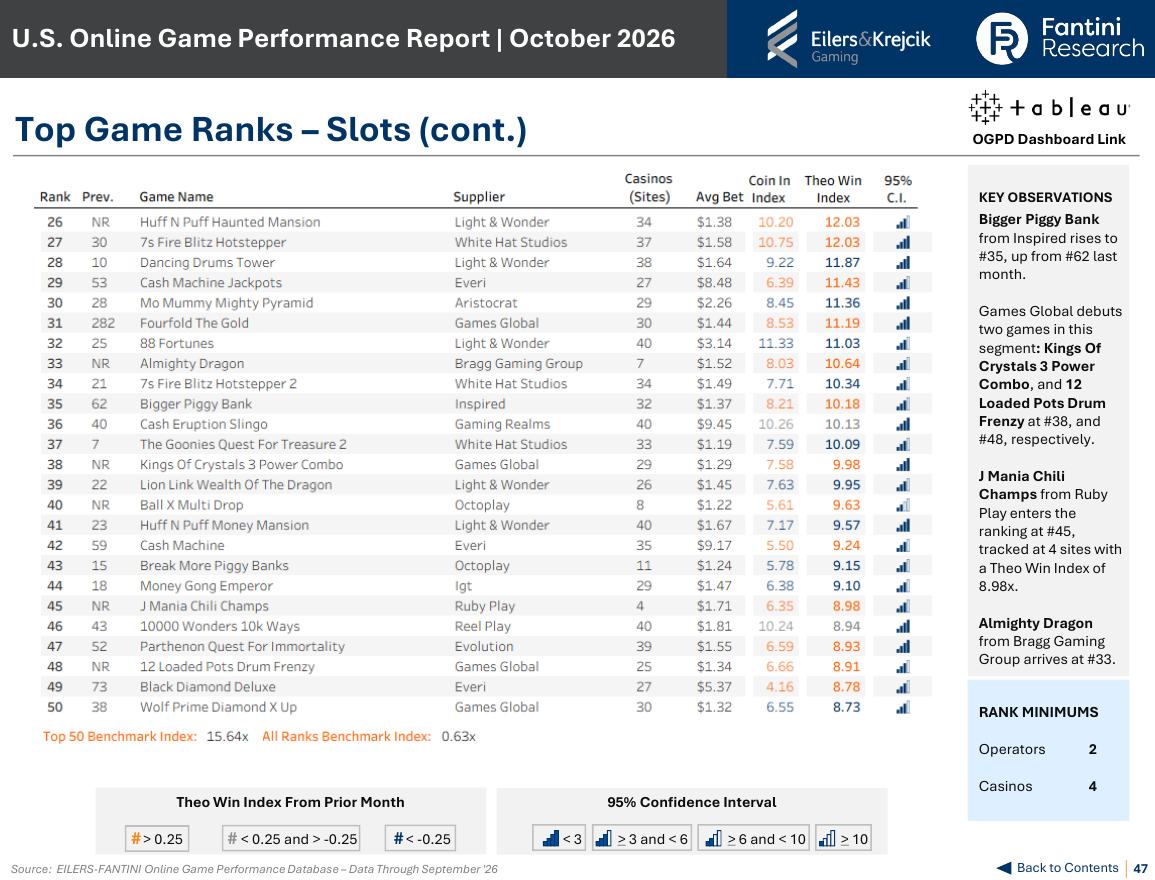 U.S. Online Game Performance Report | October 2026
Eilers&Krejcik
Gaming
Fantini
Research
Top Game Ranks – Slots (cont.)
+ a b l e a u
OGPD Dashboard Link
Rank Prev. Game Name Supplier Casinos (Sites) Avg Bet Coin In Index Theo Win Index 95% C.I.
26 NR Huff N Puff Haunted Mansion Light & Wonder 34 $1.38 10.20 12.03
27 30 7s Fire Blitz Hotstepper White Hat Studios 37 $1.58 10.75 12.03
28 10 Dancing Drums Tower Light & Wonder 38 $1.64 9.22 11.87
29 53 Cash Machine Jackpots Everi 27 $8.48 6.39 11.43
30 28 Mo Mummy Mighty Pyramid Aristocrat 29 $2.26 8.45 11.36
31 282 Fourfold The Gold Games Global 30 $1.44 8.53 11.19
32 25 88 Fortunes Light & Wonder 40 $3.14 11.33 11.03
33 NR Almighty Dragon Bragg Gaming Group 7 $1.52 8.03 10.64
34 21 7s Fire Blitz Hotstepper 2 White Hat Studios 34 $1.49 7.71 10.34
35 62 Bigger Piggy Bank Inspired 32 $1.37 8.21 10.18
36 40 Cash Eruption Slingo Gaming Realms 40 $9.45 10.26 10.13
37 7 The Goonies Quest For Treasure 2 White Hat Studios 33 $1.19 7.59 10.09
38 NR Kings Of Crystals 3 Power Combo Games Global 29 $1.29 7.58 9.98
39 22 Lion Link Wealth Of The Dragon Light & Wonder 26 $1.45 7.63 9.95
40 NR Ball X Multi Drop Octoplay 8 $1.22 5.61 9.63
41 23 Huff N Puff Money Mansion Light & Wonder 40 $1.67 7.17 9.57
42 59 Cash Machine Everi 35 $9.17 5.50 9.24
43 15 Break More Piggy Banks Octoplay 11 $1.24 5.78 9.15
44 18 Money Gong Emperor Igt 29 $1.47 6.38 9.10
45 NR J Mania Chili Champs Ruby Play 4 $1.71 6.35 8.98
46 43 10000 Wonders 10k Ways Reel Play 40 $1.81 10.24 8.94
47 52 Parthenon Quest For Immortality Evolution 39 $1.55 6.59 8.93
48 NR 12 Loaded Pots Drum Frenzy Games Global 25 $1.34 6.66 8.91
49 73 Black Diamond Deluxe Everi 27 $5.37 4.16 8.78
50 38 Wolf Prime Diamond X Up Games Global 30 $1.32 6.55 8.73
Top 50 Benchmark Index: 15.64x All Ranks Benchmark Index: 0.63x
KEY OBSERVATIONS
Bigger Piggy Bank
from Inspired rises to
#35, up from #62 last
month.
Games Global debuts
two games in this
segment: Kings Of
Crystals 3 Power
Combo, and 12
Loaded Pots Drum
Frenzy at #38, and
#48, respectively.
J Mania Chili
Champs from Ruby
Play enters the
ranking at #45,
tracked at 4 sites with
a Theo Win Index of
8.98x.
Almighty Dragon
from Bragg Gaming
Group arrives at #33.
RANK MINIMUMS
Operators 2
Casinos 4
Theo Win Index From Prior Month
# > 0.25 # < 0.25 and > -0.25 # < -0.25
95% Confidence Interval
< 3 ≥ 3 and < 6 ≥ 6 and < 10 ≥ 10
Source: EILERS-FANTINI Online Game Performance Database – Data Through September '26
Back to Contents | 47